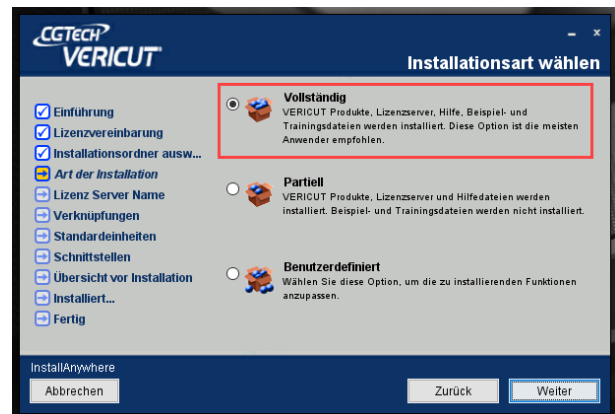 CGTECH
VERICUT
Installationsart wählen
Einführung
Lizenzvereinbarung
Installationsordner ausw...
Art der Installation
Lizenz Server Name
Verknüpfungen
Standardeinheiten
Schnittstellen
Übersicht vor Installation
Installiert...
Fertig
Vollständig
VERICUT Produkte, Lizenzserver, Hilfe, Beispiel- und
Trainingsdateien werden installiert. Diese Option ist die meisten
Anwender empfohlen.
Partiell
VERICUT Produkte, Lizenzserver und Hilfedateien werden
installiert. Beispiel- und Trainingsdateien werden nicht installiert.
Benutzerdefiniert
Wählen Sie diese Option, um die zu installierenden Funktionen
anzupassen.
InstallAnywhere
Abbrechen
Zurück
Weiter